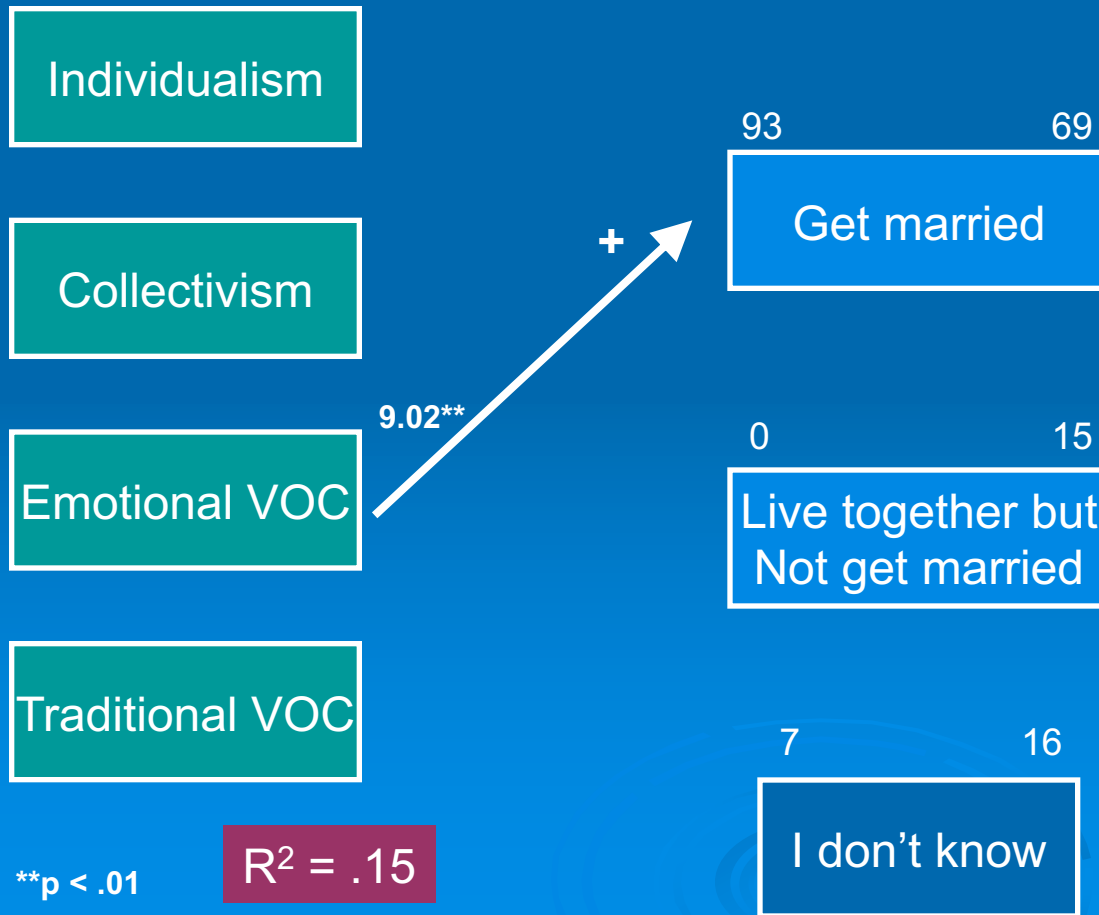 Individualism
Collectivism
Emotional VOC
Traditional VOC
**p < .01
R² = .15
9.02**
+
93 69
Get married
0 15
Live together but
Not get married
7 16
I don’t know